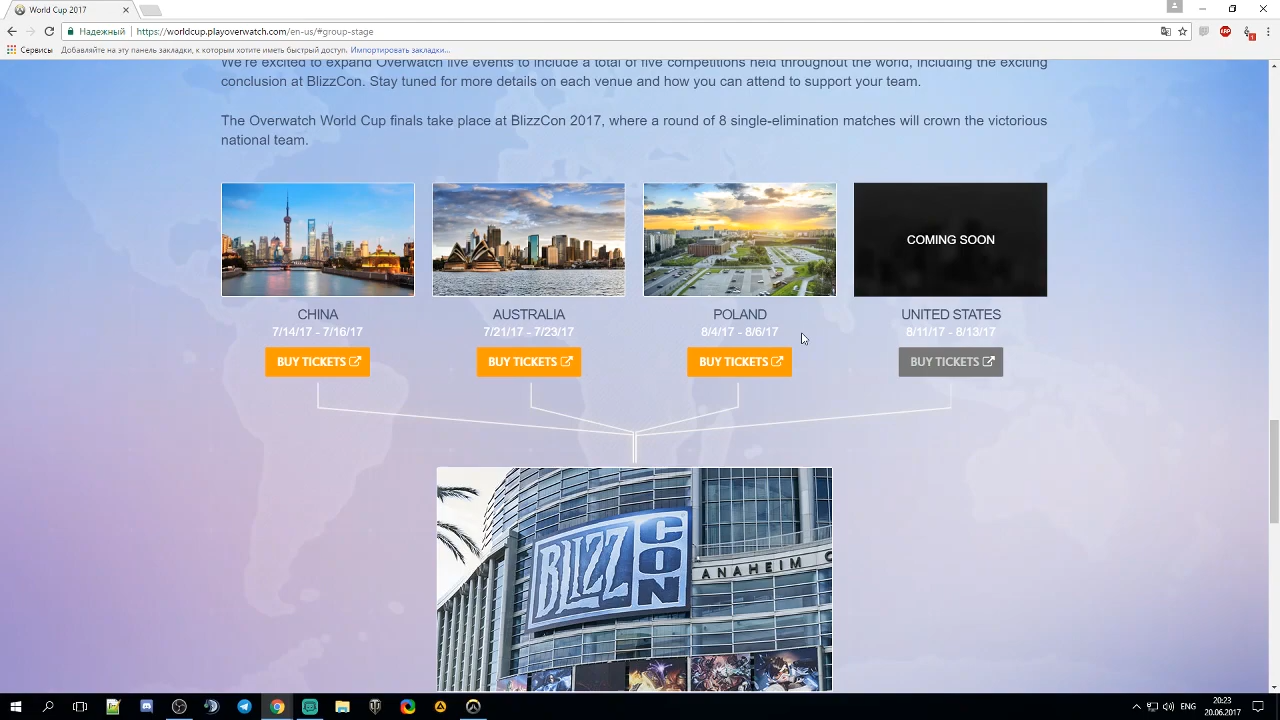 World Cup 2017
Надежный https://worldcup.playoverwatch.com/en-us/#group-stage
Сервисы Добавляйте на эту панель закладки, к которым хотите иметь быстрый доступ. Импортировать закладки...
We're excited to expand Overwatch live events to include a total of five competitions held throughout the world, including the exciting
conclusion at BlizzCon. Stay tuned for more details on each venue and how you can attend to support your team.
The Overwatch World Cup finals take place at BlizzCon 2017, where a round of 8 single-elimination matches will crown the victorious
national team.
COMING SOON
CHINA
7/14/17 - 7/16/17
BUY TICKETS
AUSTRALIA
7/21/17 - 7/23/17
BUY TICKETS
POLAND
8/4/17 - 8/6/17
BUY TICKETS
UNITED STATES
8/11/17 - 8/13/17
BUY TICKETS
BLIZZ
CON
ANAHEIM C
ENG
20:23
20.06.2017
ABP
1